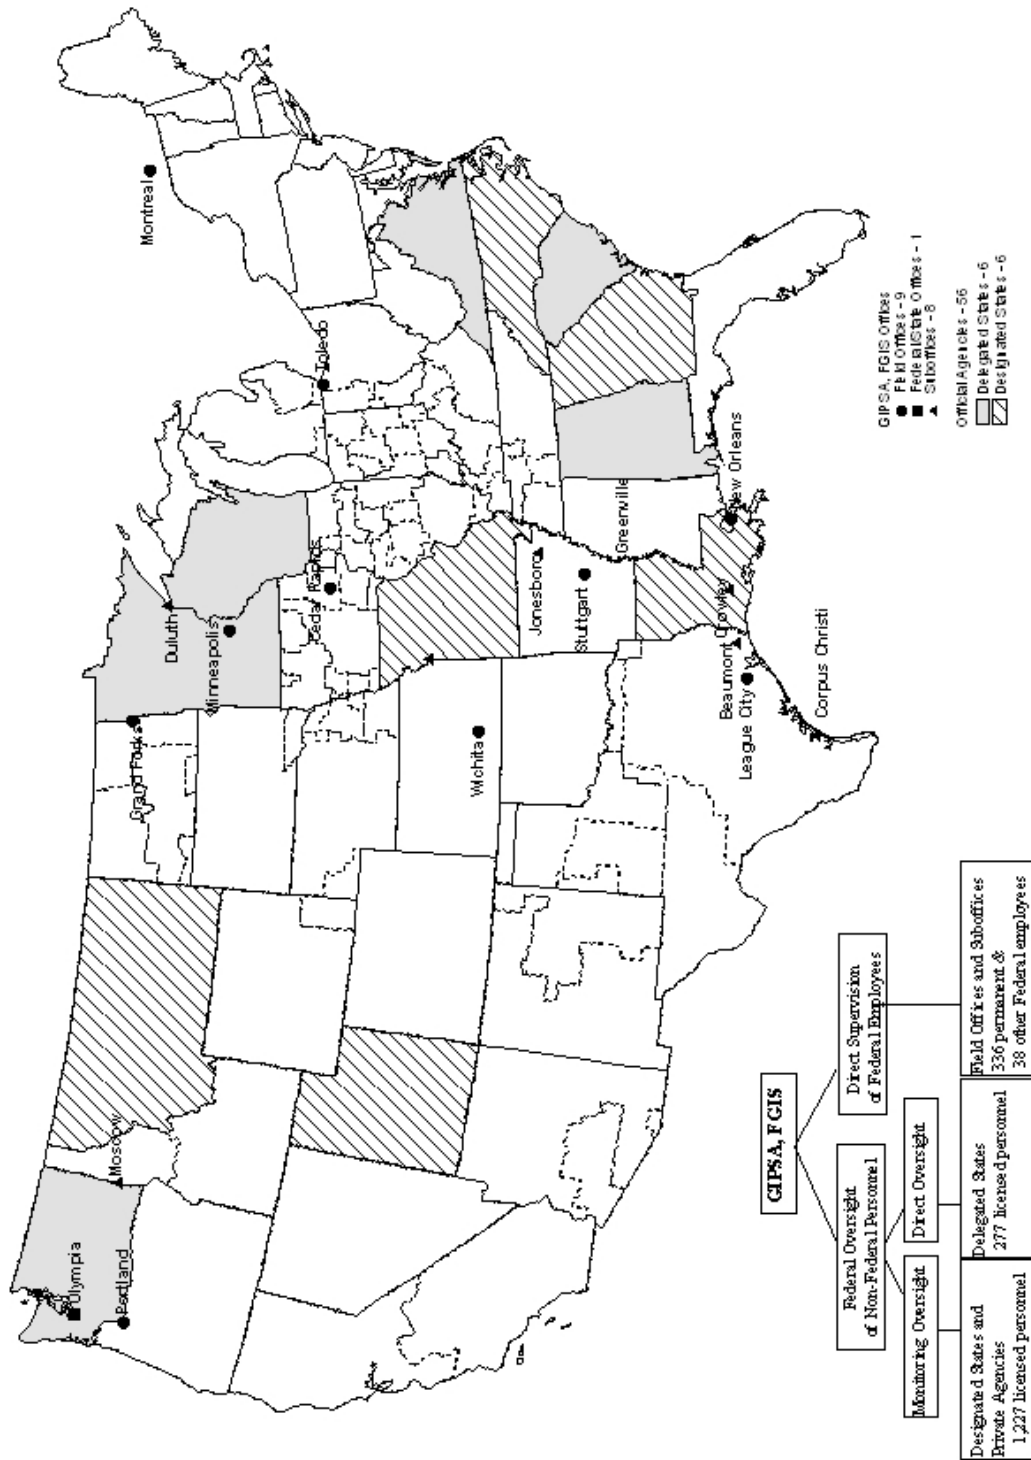 Montreal
Toledo
Duluth
Minneapolis
Cedar Rapids
Grand Forks
Jonesboro
Stuttgart
Greenville
New Orleans
Crowley
Beaumont
League City
Corpus Christi
Wichita
Moscow
Olympia
Portland
GIPSA, FGIS Offices
Field Offices - 9
Federal/State Offices - 1
Suboffices - 8
Official Agencies - 56
Delegated States - 6
Designated States - 6
GIPSA, FGIS
Federal Oversight
of Non-Federal Personnel
Direct Supervision
of Federal Employees
Monitoring Oversight
Direct Oversight
Designated States and
Private Agencies
1,227 licensed personnel
Delegated States
277 licensed personnel
Field Offices and Suboffices
336 permanent &
38 other Federal employees